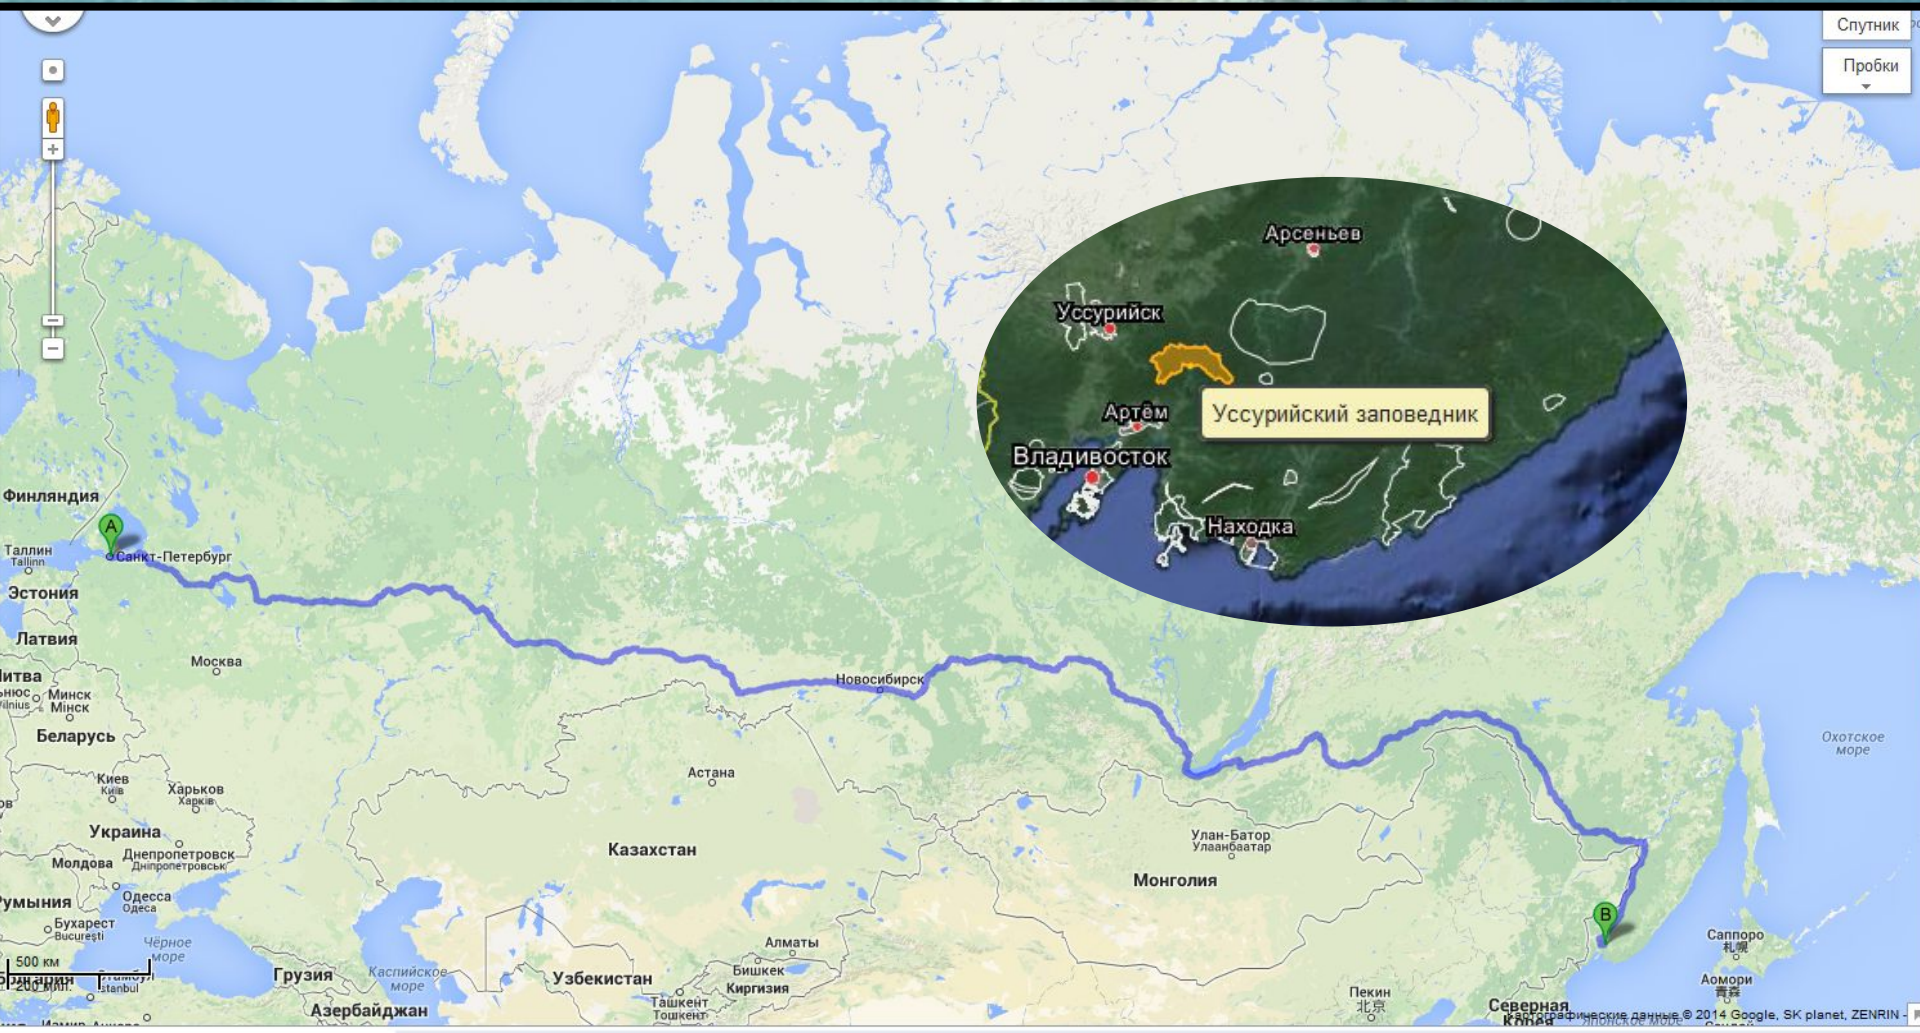 Спутник
Пробки
Арсеньев
Уссурийск
Артём
Уссурийский заповедник
Владивосток
Находка
Финляндия
A
Санкт-Петербург
Таллин
Tallinn
Эстония
Латвия
Москва
Новосибирск
Минск
Мінск
Беларусь
Охотское
море
Киев
Київ
Харьков
Харків
Астана
Украина
Молдова
Днепропетровск
Дніпропетровськ
Казахстан
Улан-Батор
Улаанбаатар
Монголия
Одесса
Одеса
B
Бухарест
București
Чёрное
море
Саппоро
札幌
500 км
Грузия
Каспийское
море
Узбекистан
Алматы
Бишкек
Киргизия
Ташкент
Тошкент
Азербайджан
Пекин
北京
Северная
Корея
Аомори
青森
Картографические данные © 2014 Google, SK planet, ZENRIN -